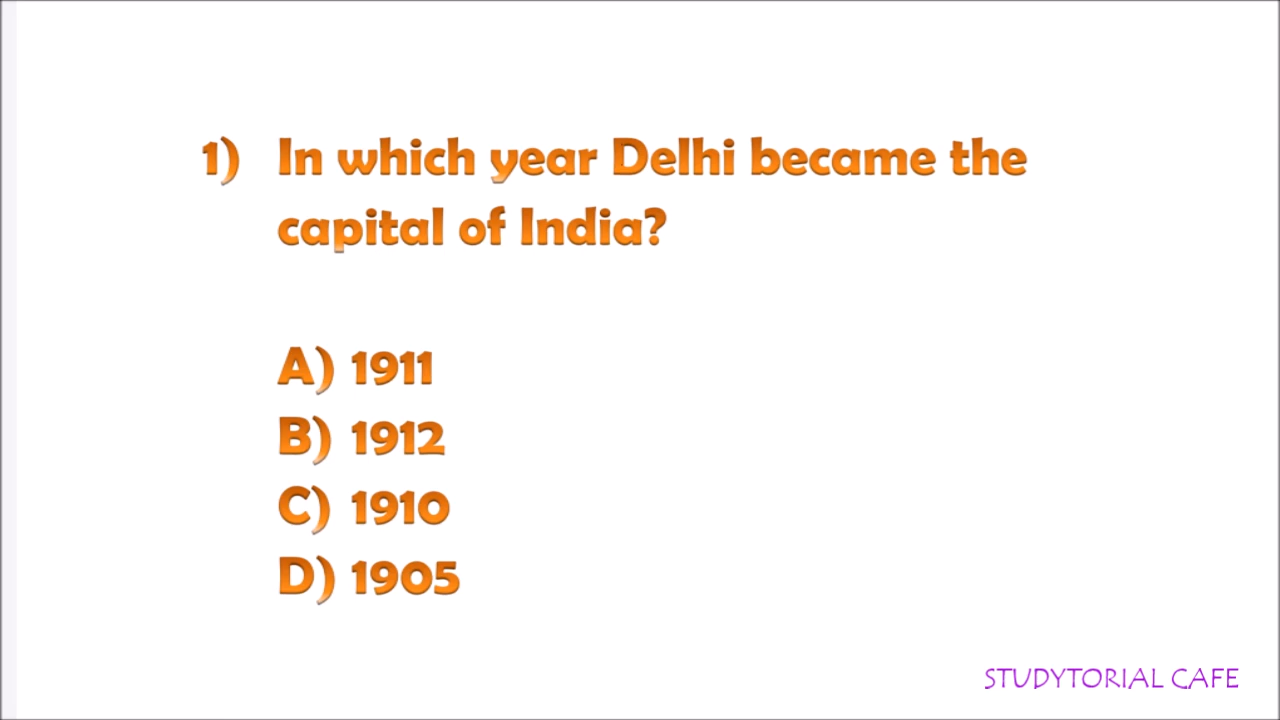 1) In which year Delhi became the
capital of India?
A) 1911
B) 1912
C) 1910
D) 1905
STUDYTORIAL CAFE